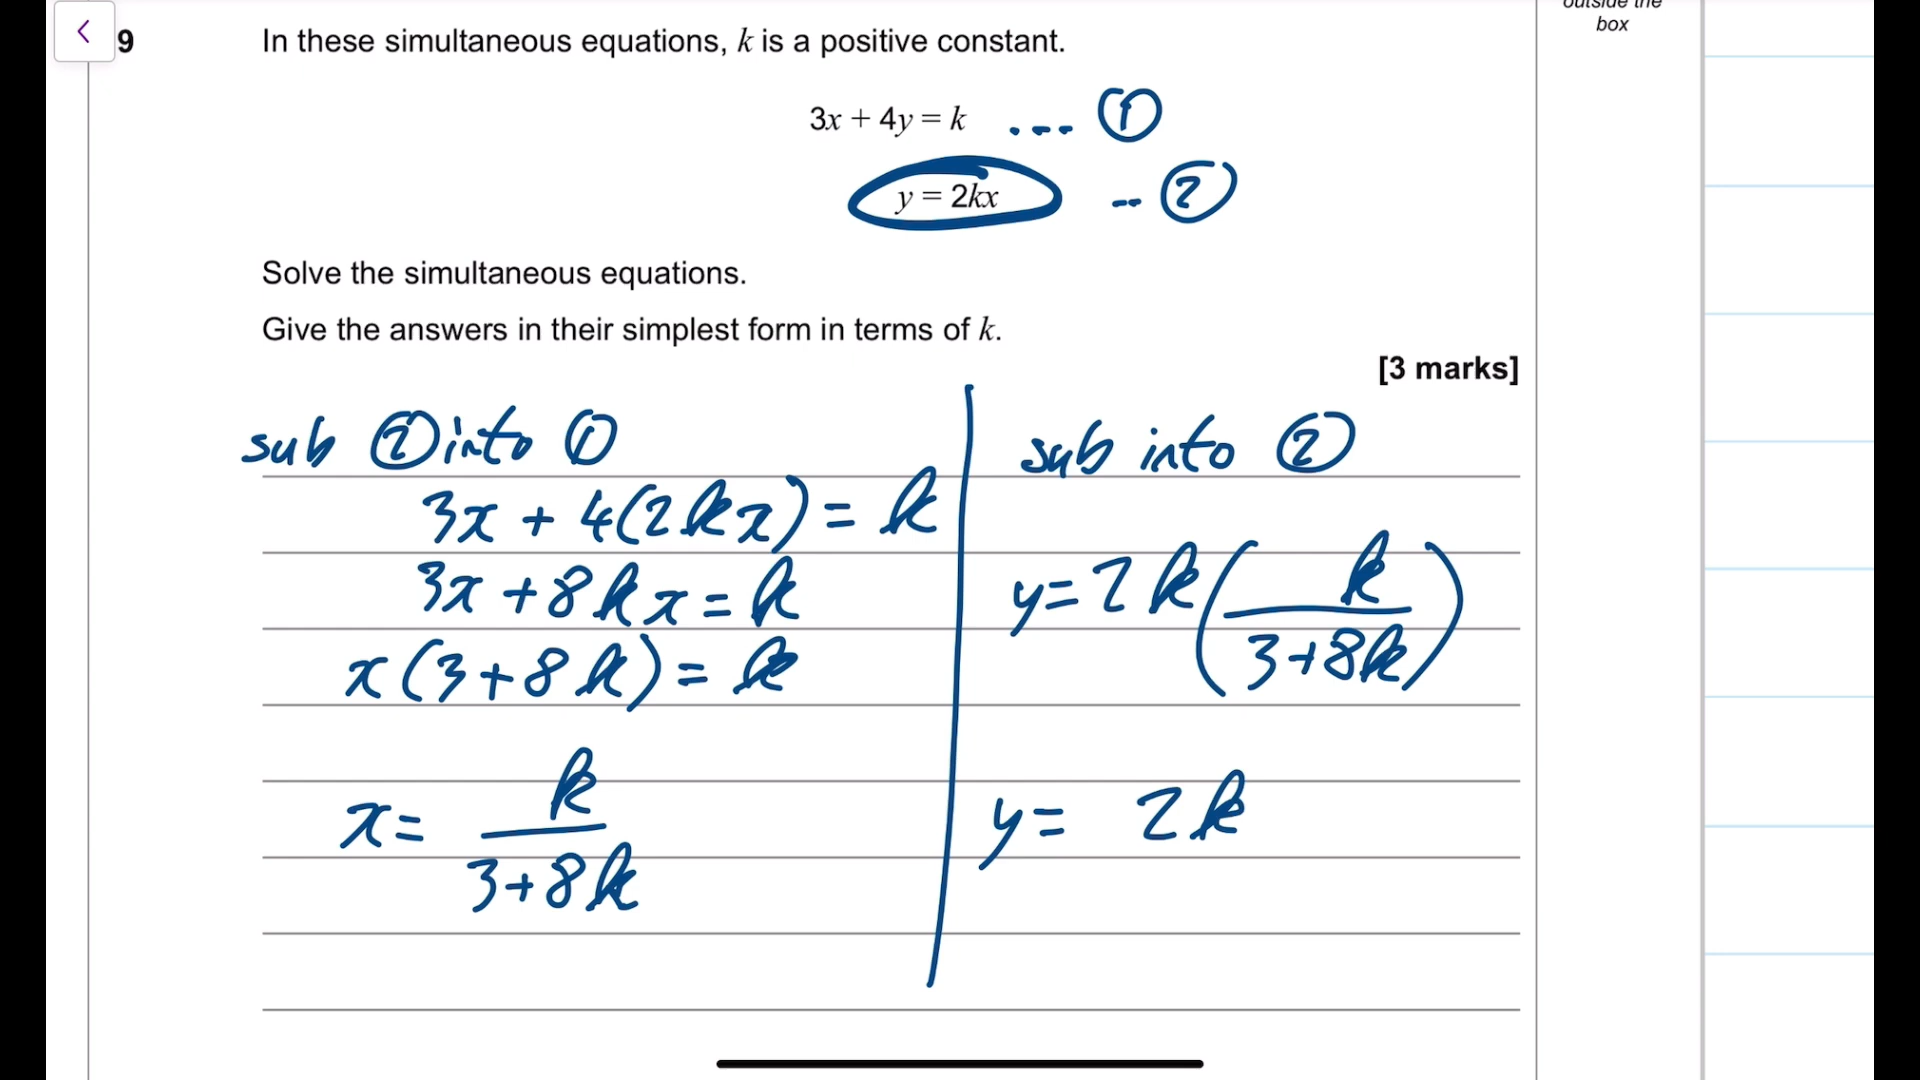 outside the
box
9 In these simultaneous equations, k is a positive constant.
3x + 4y = k ---- ①
y = 2kx -- ②
Solve the simultaneous equations.
Give the answers in their simplest form in terms of k.
[3 marks]
sub ② into ①
3x + 4(2kx) = k
3x + 8kx = k
x(3+8k) = k
x = k/(3+8k)
sub into ②
y = 2k(k/(3+8k))
y = 2k